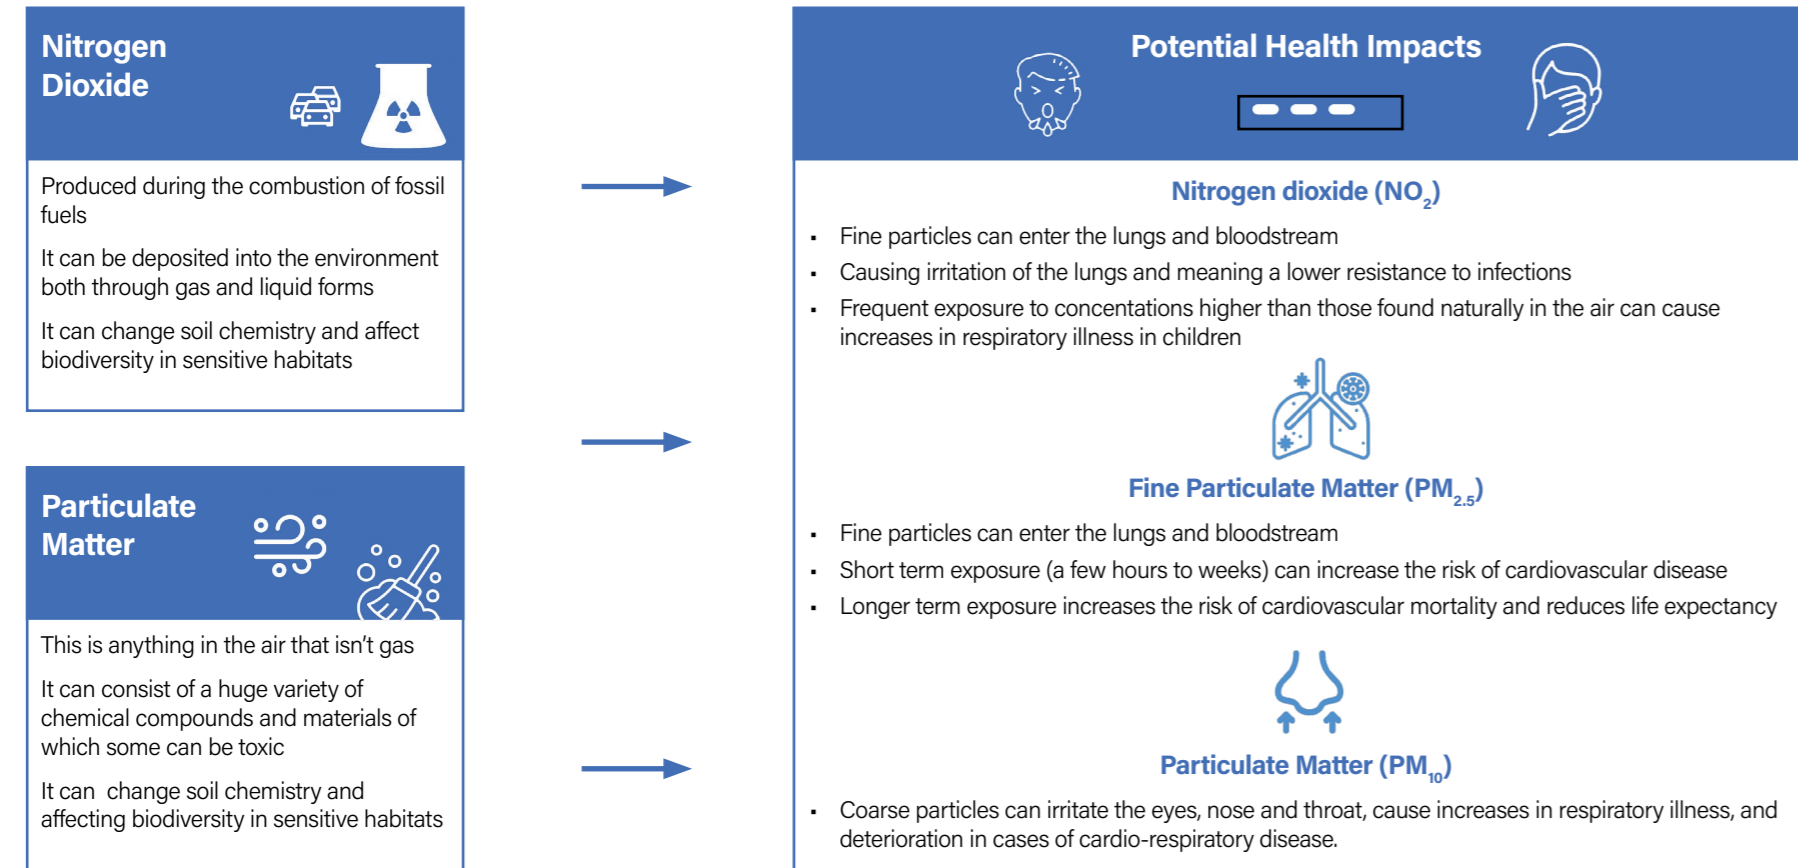 Nitrogen
Dioxide
Produced during the combustion of fossil
fuels
It can be deposited into the environment
both through gas and liquid forms
It can change soil chemistry and affect
biodiversity in sensitive habitats
Particulate
Matter
This is anything in the air that isn't gas
It can consist of a huge variety of
chemical compounds and materials of
which some can be toxic
It can  change soil chemistry and
affecting biodiversity in sensitive habitats
Potential Health Impacts
Nitrogen dioxide (NO₂)
▪ Fine particles can enter the lungs and bloodstream
▪ Causing irritation of the lungs and meaning a lower resistance to infections
▪ Frequent exposure to concentations higher than those found naturally in the air can cause
increases in respiratory illness in children
Fine Particulate Matter (PM₂.₅)
▪ Fine particles can enter the lungs and bloodstream
▪ Short term exposure (a few hours to weeks) can increase the risk of cardiovascular disease
▪ Longer term exposure increases the risk of cardiovascular mortality and reduces life expectancy
Particulate Matter (PM₁₀)
▪ Coarse particles can irritate the eyes, nose and throat, cause increases in respiratory illness, and
deterioration in cases of cardio-respiratory disease.